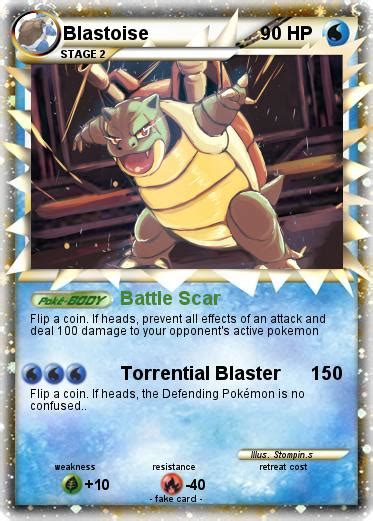 Blastoise 90 HP
STAGE 2
Poké-BODY Battle Scar
Flip a coin. If heads, prevent all effects of an attack and
deal 100 damage to your opponent's active pokemon
Torrential Blaster 150
Flip a coin. If heads, the Defending Pokémon is no
confused..
Illus. Stompin.s
weakness resistance retreat cost
+10 -40
- fake card -